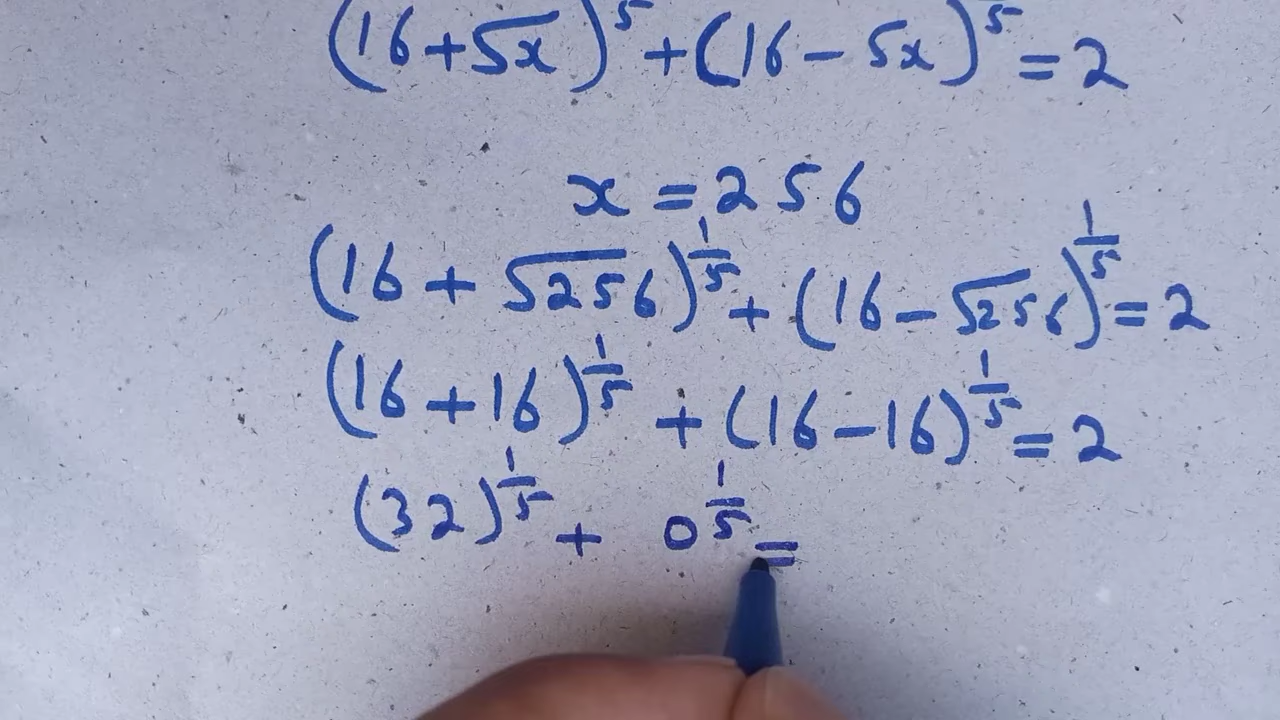 (16+√x)^1/5+(16-√x)^1/5=2
x=256
(16+√256)^1/5+(16-√256)^1/5=2
(16+16)^1/5+(16-16)^1/5=2
(32)^1/5+0^1/5=